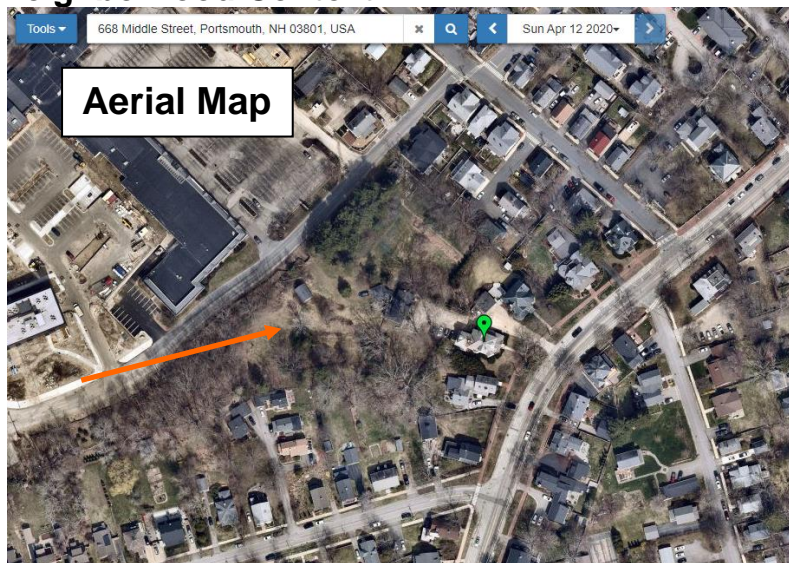 Tools
668 Middle Street, Portsmouth, NH 03801, USA
Sun Apr 12 2020
Aerial Map